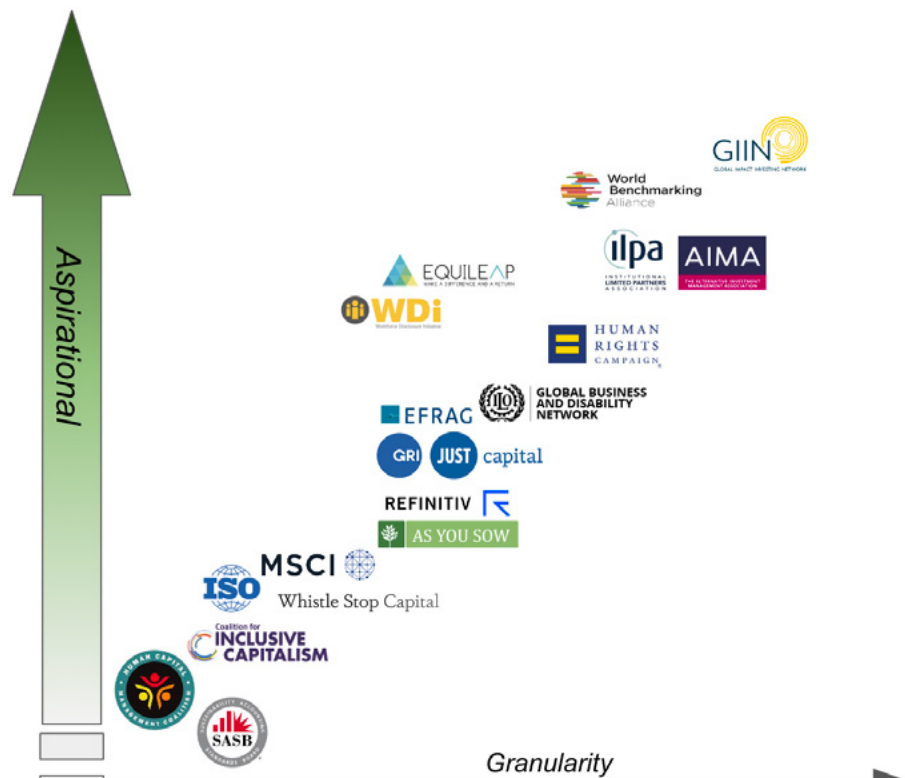 GIIN
GLOBAL IMPACT INVESTING NETWORK
World
Benchmarking
Alliance
ilpa
INSTITUTIONAL
LIMITED PARTNERS
ASSOCIATION
AIMA
THE ALTERNATIVE INVESTMENT
MANAGEMENT ASSOCIATION
Aspirational
EQUILEAP
MAKE A DIFFERENCE AND A RETURN
WDi
Workforce Disclosure Initiative
HUMAN
RIGHTS
CAMPAIGN
ILO
GLOBAL BUSINESS
AND DISABILITY
NETWORK
EFRAG
GRI
JUST capital
REFINITIV
AS YOU SOW
MSCI
ISO
Whistle Stop Capital
Coalition for
INCLUSIVE
CAPITALISM
HUMAN CAPITAL
MANAGEMENT COALITION
SUSTAINABILITY ACCOUNTING
STANDARDS BOARD
SASB
Granularity